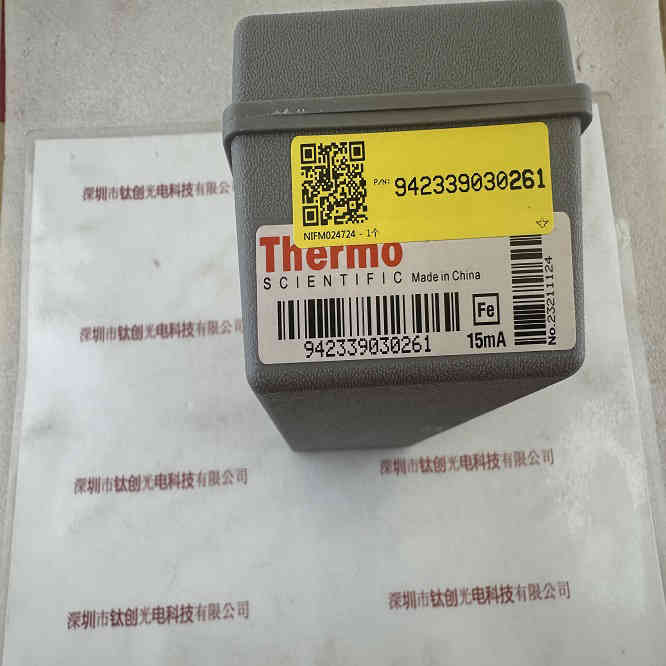 P/N: 942339030261
NIFM024724 - 1个
Thermo
SCIENTIFIC Made in China
Fe
942339030261
15mA
No.23211124
深圳市钛创光电科技有限公
深圳市钛创光电科技有限公司
深圳市钛创光电科技有限公司
深圳市钛创光电科技有限公司
深圳市钛创光电科技有限公司
深圳市钛创光电科技有限公司